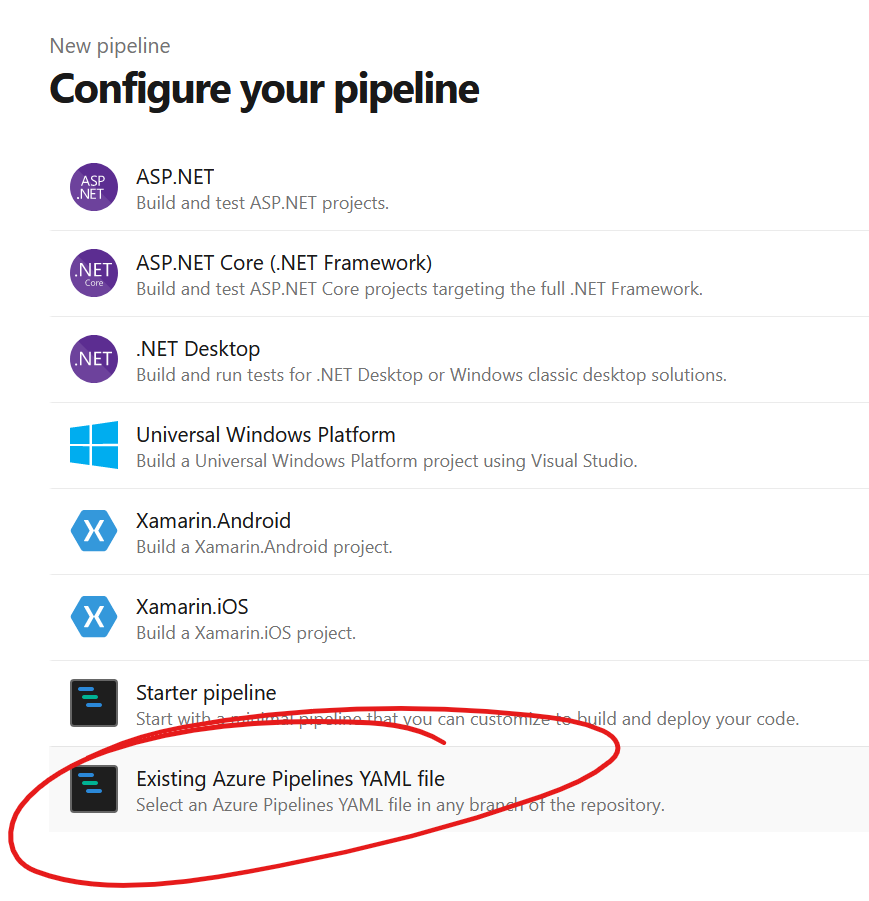 New pipeline
Configure your pipeline
ASP
.NET
ASP.NET
Build and test ASP.NET projects.
.NET
Core
ASP.NET Core (.NET Framework)
Build and test ASP.NET Core projects targeting the full .NET Framework.
.NET
.NET Desktop
Build and run tests for .NET Desktop or Windows classic desktop solutions.
Universal Windows Platform
Build a Universal Windows Platform project using Visual Studio.
Xamarin.Android
Build a Xamarin.Android project.
Xamarin.iOS
Build a Xamarin.iOS project.
Starter pipeline
Start with a minimal pipeline that you can customize to build and deploy your code.
Existing Azure Pipelines YAML file
Select an Azure Pipelines YAML file in any branch of the repository.